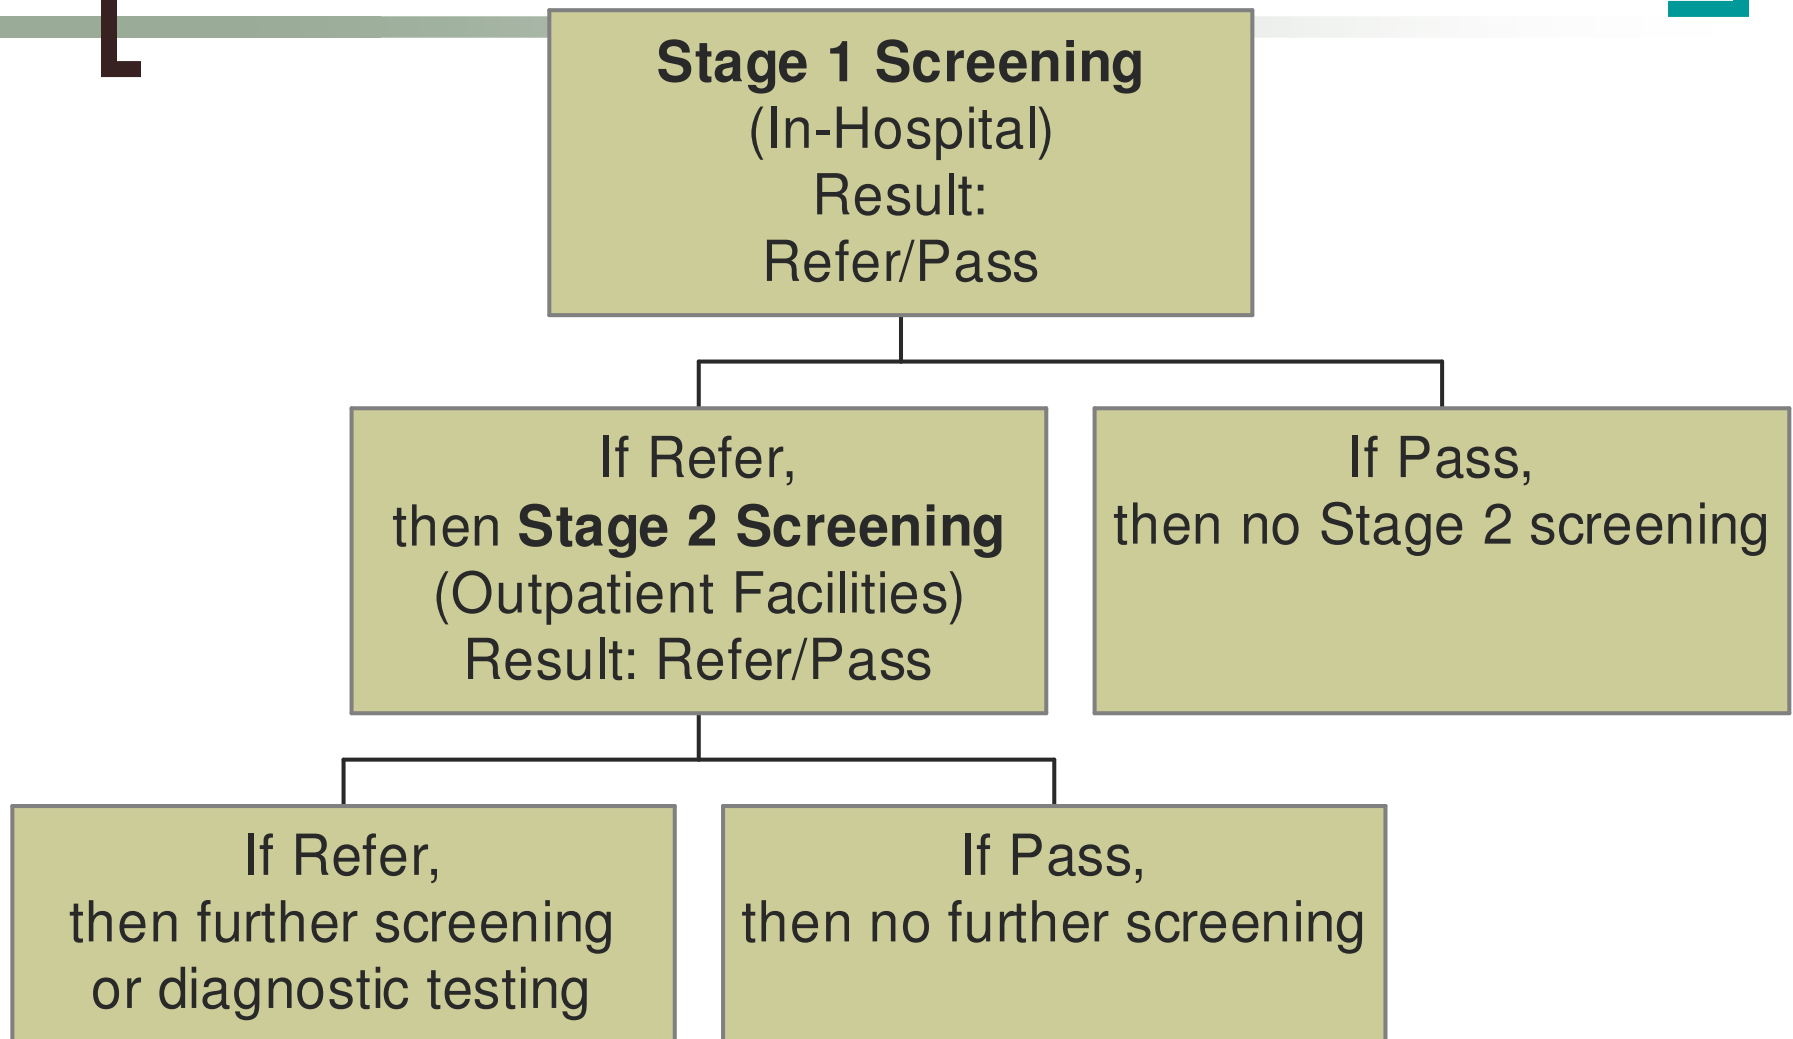 Stage 1 Screening
(In-Hospital)
Result:
Refer/Pass
If Refer,
then Stage 2 Screening
(Outpatient Facilities)
Result: Refer/Pass
If Pass,
then no Stage 2 screening
If Refer,
then further screening
or diagnostic testing
If Pass,
then no further screening